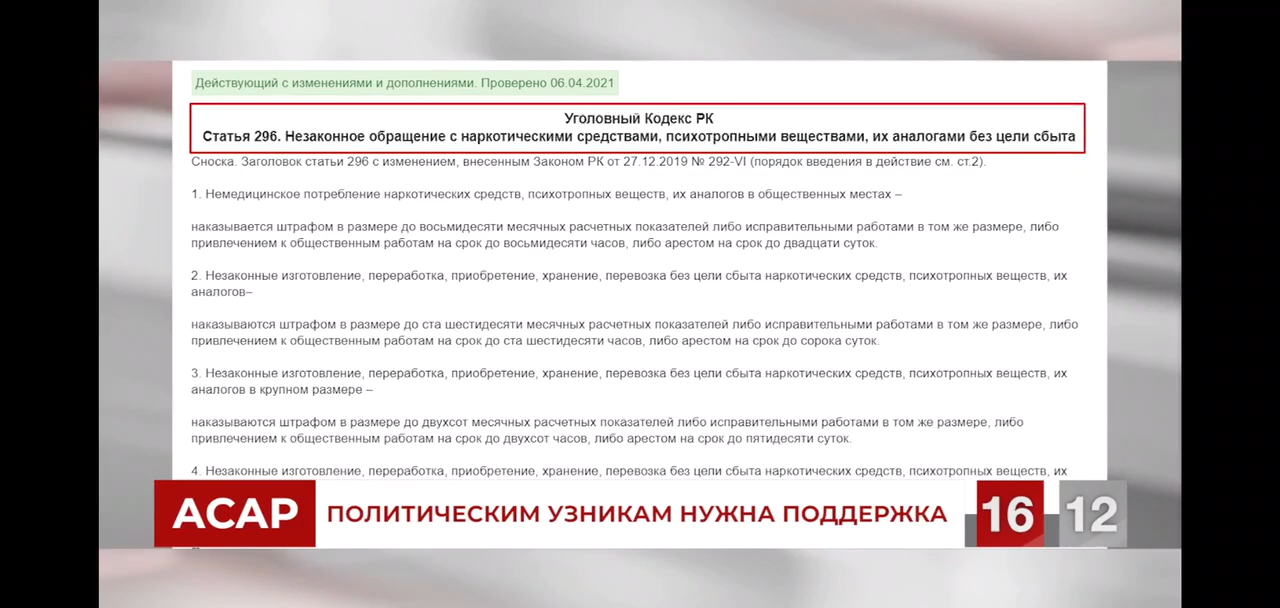 Действующий с изменениями и дополнениями. Проверено 06.04.2021
Уголовный Кодекс РК
Статья 296. Незаконное обращение с наркотическими средствами, психотропными веществами, их аналогами без цели сбыта
Сноска. Заголовок статьи 296 с изменением, внесенным Законом РК от 27.12.2019 № 292-VI (порядок введения в действие см. ст.2).
1. Немедицинское потребление наркотических средств, психотропных веществ, их аналогов в общественных местах –
наказывается штрафом в размере до восьмидесяти месячных расчетных показателей либо исправительными работами в том же размере, либо
привлечением к общественным работам на срок до восьмидесяти часов, либо арестом на срок до двадцати суток.
2. Незаконные изготовление, переработка, приобретение, хранение, перевозка без цели сбыта наркотических средств, психотропных веществ, их
аналогов–
наказываются штрафом в размере до ста шестидесяти месячных расчетных показателей либо исправительными работами в том же размере, либо
привлечением к общественным работам на срок до ста шестидесяти часов, либо арестом на срок до сорока суток.
3. Незаконные изготовление, переработка, приобретение, хранение, перевозка без цели сбыта наркотических средств, психотропных веществ, их
аналогов в крупном размере –
наказываются штрафом в размере до двухсот месячных расчетных показателей либо исправительными работами в том же размере, либо
привлечением к общественным работам на срок до двухсот часов, либо арестом на срок до пятидесяти суток.
4. Незаконные изготовление, переработка, приобретение, хранение, перевозка без цели сбыта наркотических средств, психотропных веществ, их
АСАР ПОЛИТИЧЕСКИМ УЗНИКАМ НУЖНА ПОДДЕРЖКА 16 12